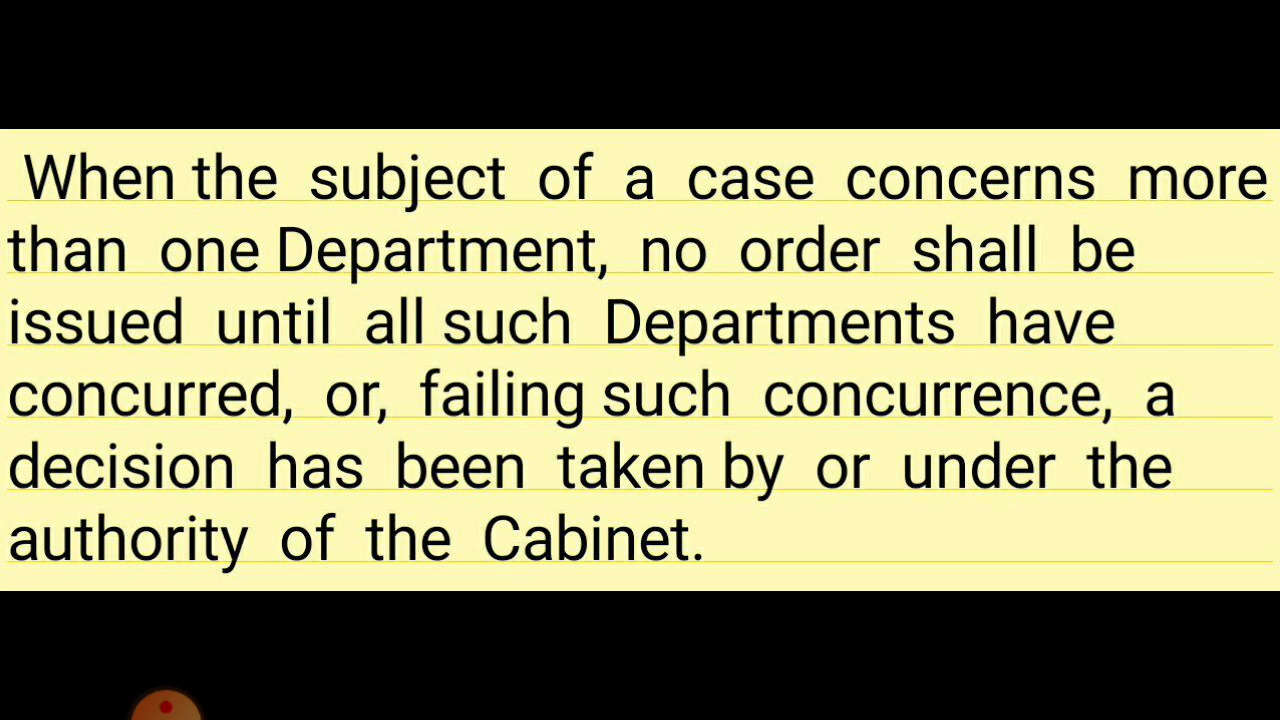 When the subject of a case concerns more
than one Department, no order shall be
issued until all such Departments have
concurred, or, failing such concurrence, a
decision has been taken by or under the
authority of the Cabinet.